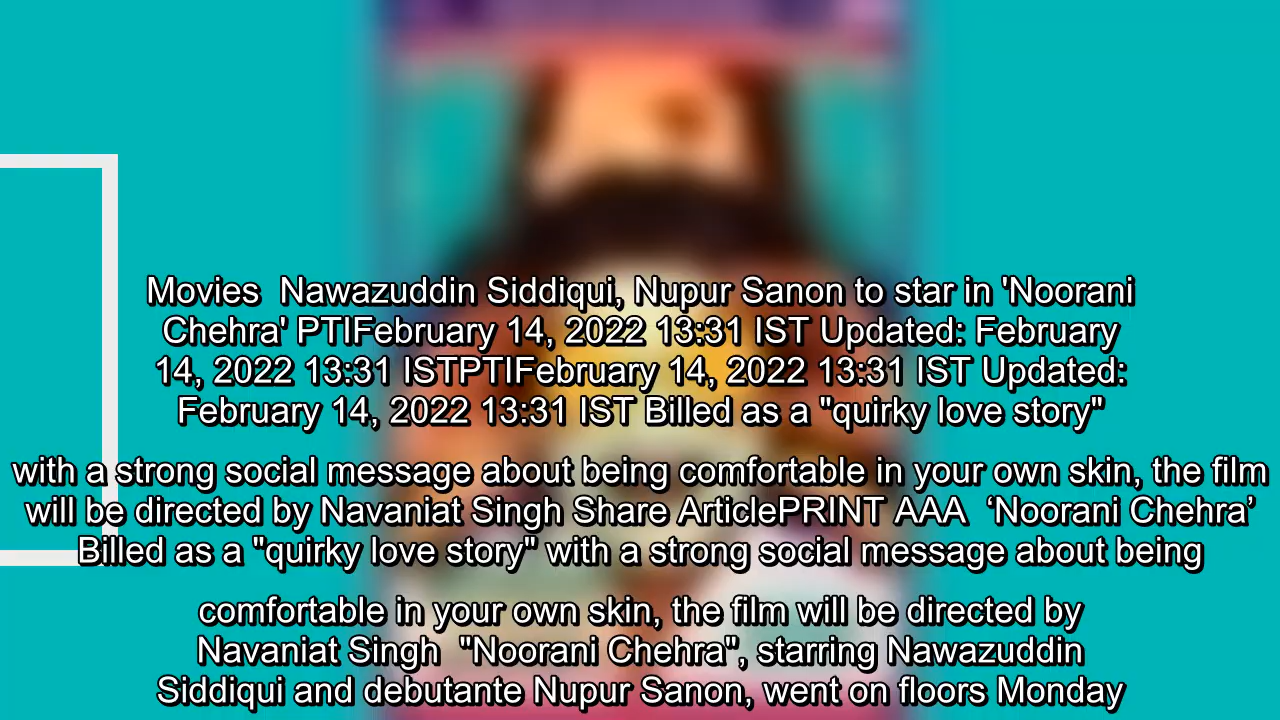 Movies  Nawazuddin Siddiqui, Nupur Sanon to star in 'Noorani
Chehra' PTIFebruary 14, 2022 13:31 IST Updated: February
14, 2022 13:31 ISTPTIFebruary 14, 2022 13:31 IST Updated:
February 14, 2022 13:31 IST Billed as a "quirky love story"
with a strong social message about being comfortable in your own skin, the film
will be directed by Navaniat Singh Share ArticlePRINT AAA  ‘Noorani Chehra’
Billed as a "quirky love story" with a strong social message about being
comfortable in your own skin, the film will be directed by
Navaniat Singh  "Noorani Chehra", starring Nawazuddin
Siddiqui and debutante Nupur Sanon, went on floors Monday